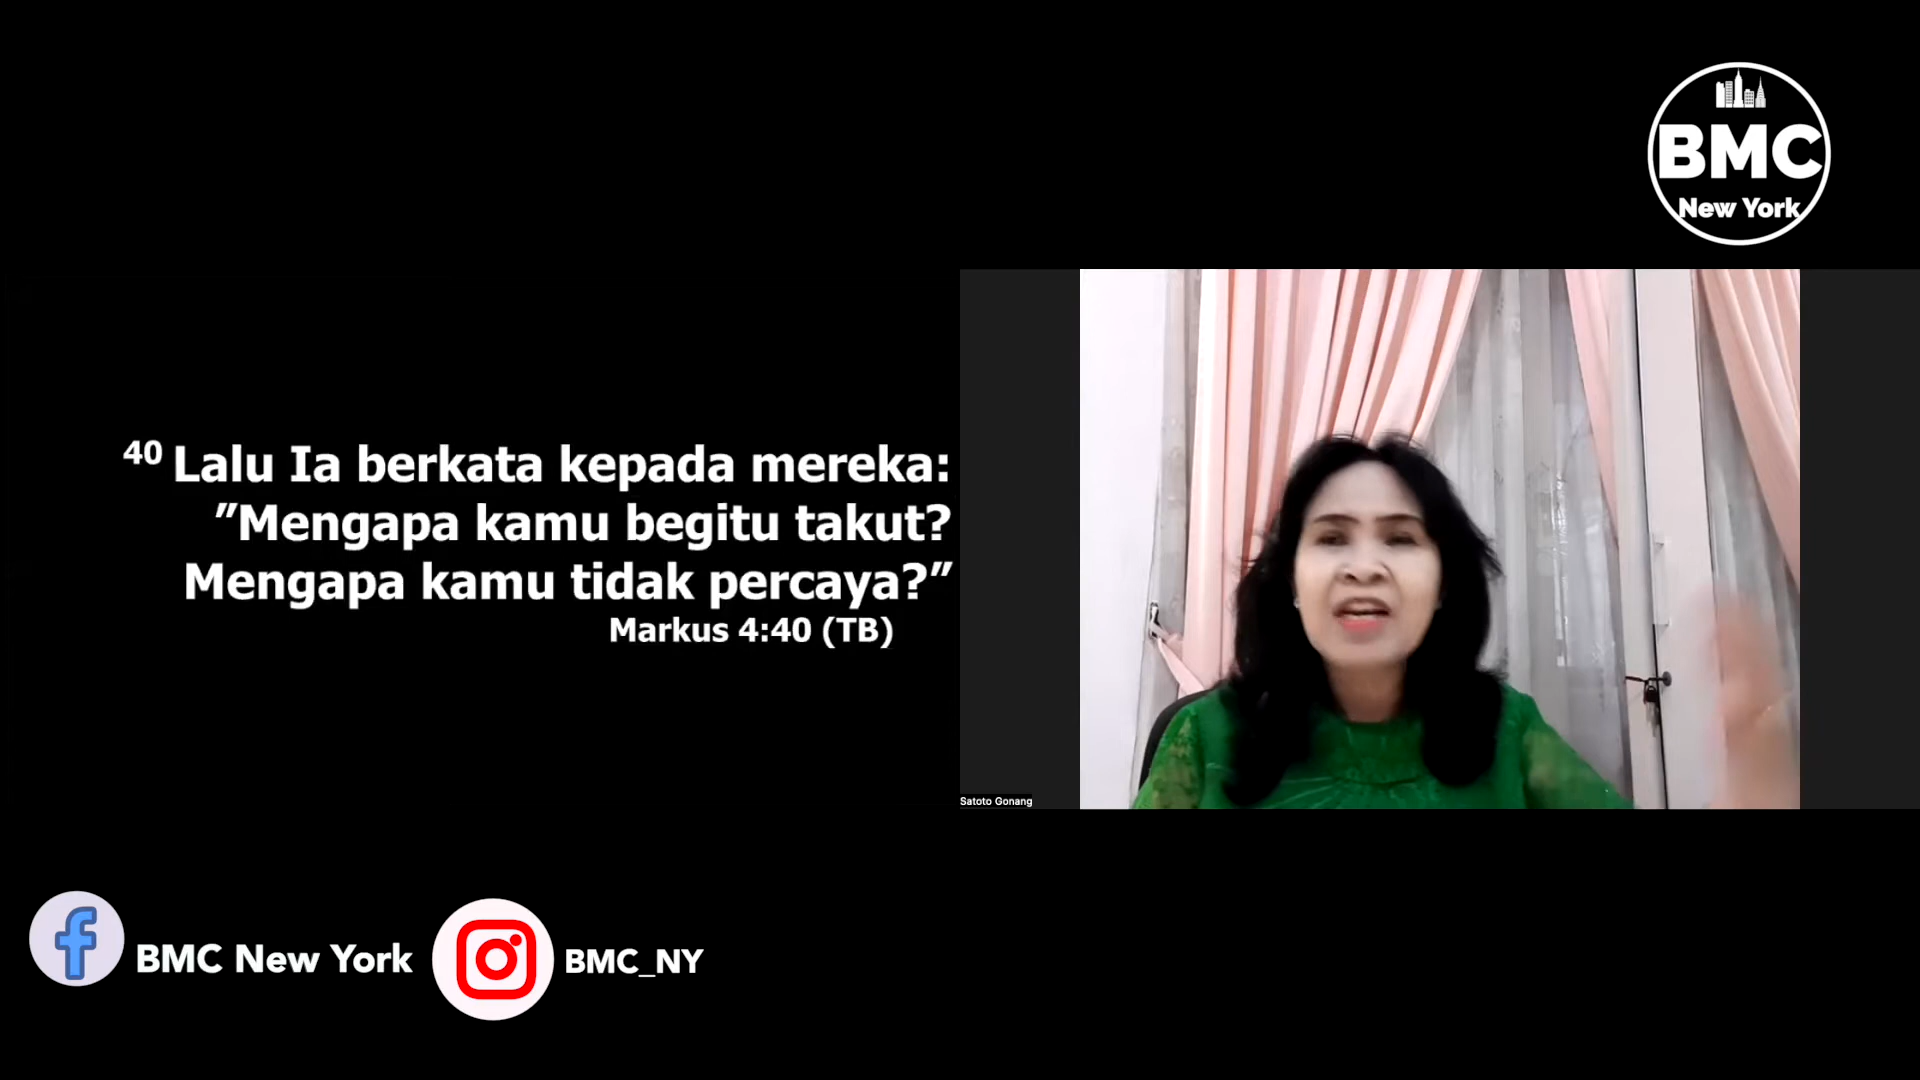 BMC
New York
40 Lalu Ia berkata kepada mereka:
”Mengapa kamu begitu takut?
Mengapa kamu tidak percaya?”
Markus 4:40 (TB)
Satoto Gonang
BMC New York
BMC_NY